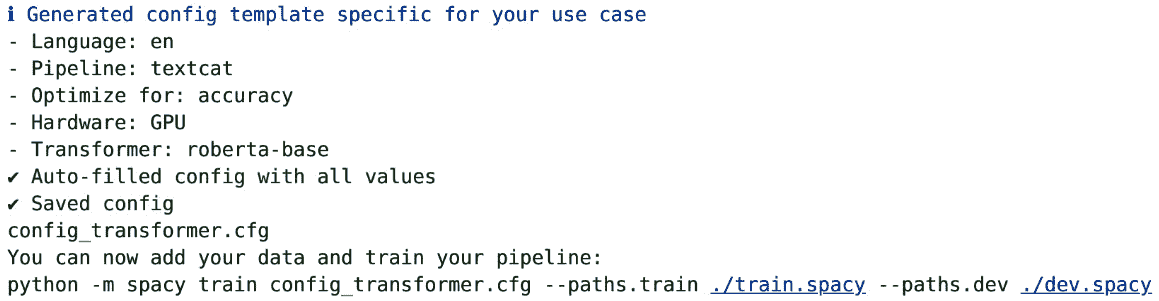 ℹ Generated config template specific for your use case
- Language: en
- Pipeline: textcat
- Optimize for: accuracy
- Hardware: GPU
- Transformer: roberta-base
✔ Auto-filled config with all values
✔ Saved config
config_transformer.cfg
You can now add your data and train your pipeline:
python -m spacy train config_transformer.cfg --paths.train ./train.spacy --paths.dev ./dev.spacy